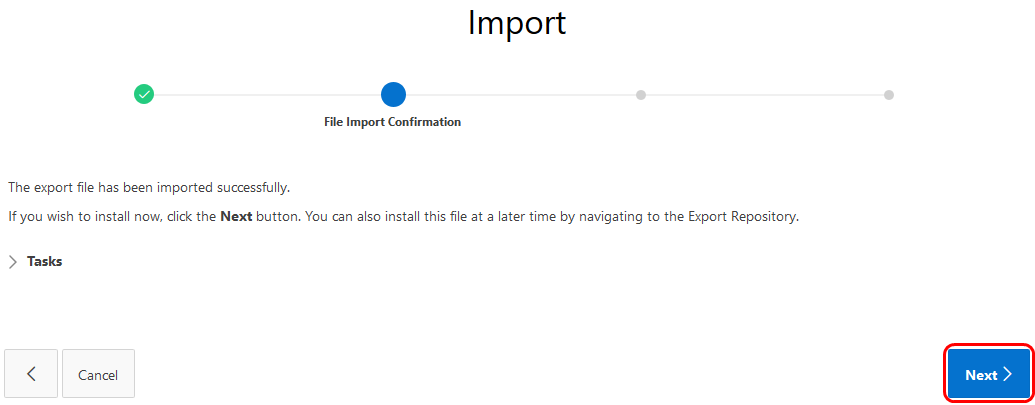 Import
File Import Confirmation
The export file has been imported successfully.
If you wish to install now, click the Next button. You can also install this file at a later time by navigating to the Export Repository.
Tasks
Cancel
Next